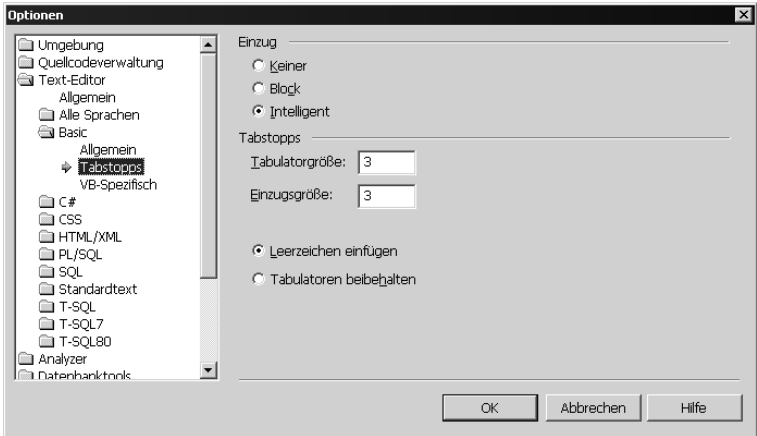 Optionen
Umgebung
Quellcodeverwaltung
Text-Editor
Allgemein
Alle Sprachen
Basic
Allgemein
Tabstopps
VB-Spezifisch
C#
CSS
HTML/XML
PL/SQL
SQL
Standardtext
T-SQL
T-SQL7
T-SQL80
Analyzer
Datenbanktools
Einzug
Keiner
Block
Intelligent
Tabstopps
Tabulatorgröße: 3
Einzugsgröße: 3
Leerzeichen einfügen
Tabulatoren beibehalten
OK Abbrechen Hilfe